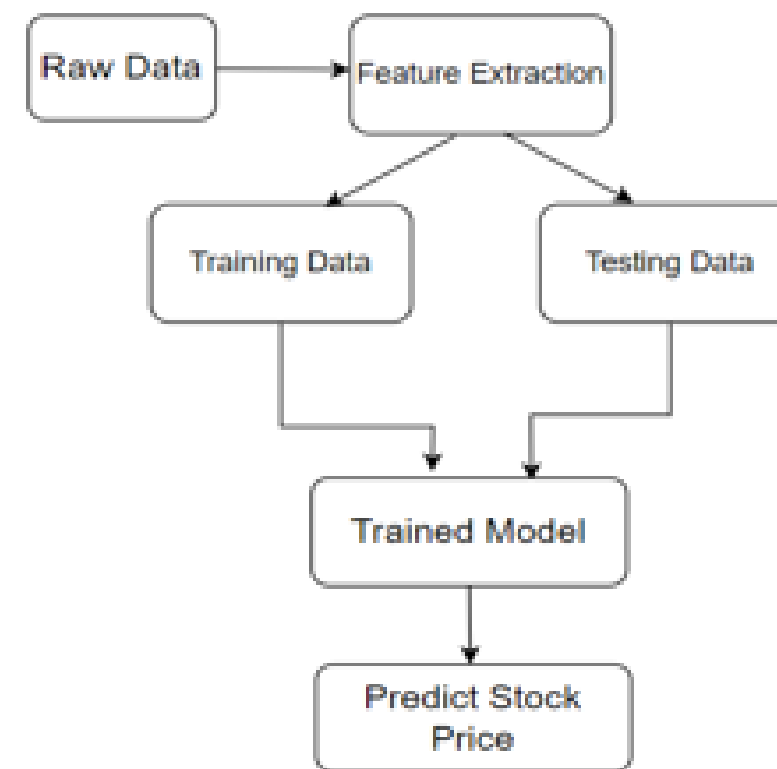 Raw Data
Feature Extraction
Training Data
Testing Data
Trained Model
Predict Stock
Price